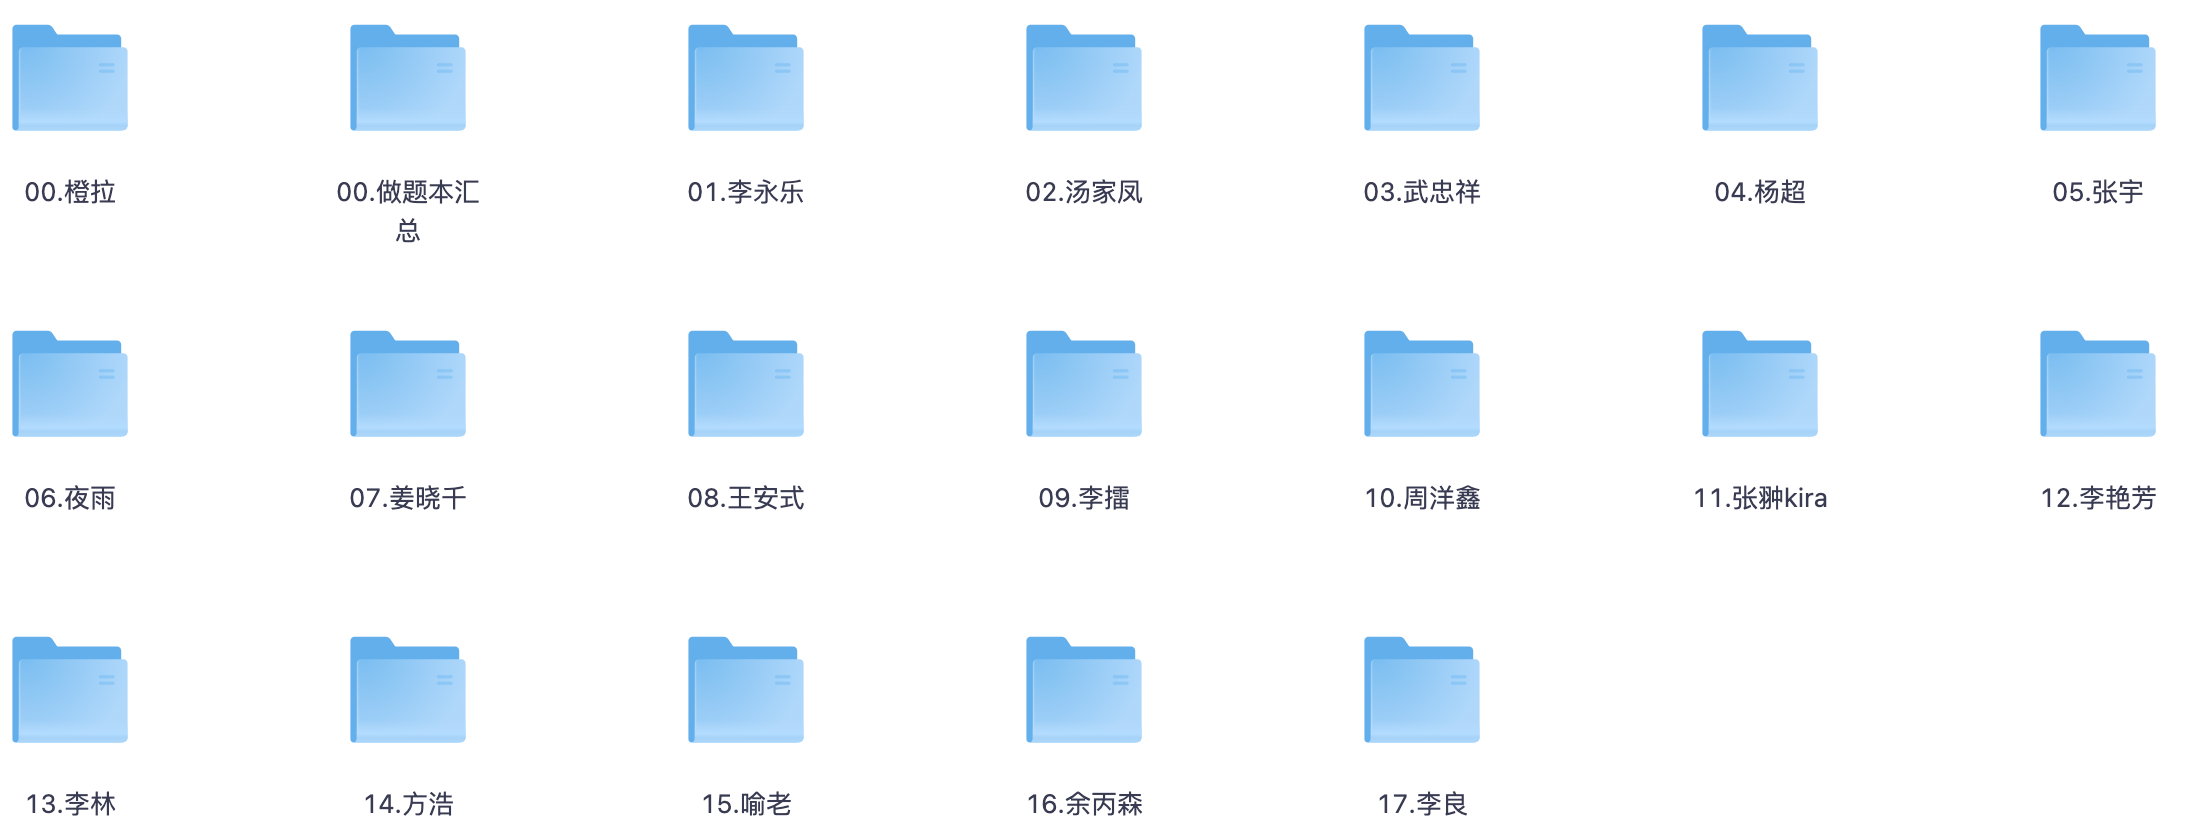 00.橙拉
00.做题本汇
总
01.李永乐
02.汤家凤
03.武忠祥
04.杨超
05.张宇
06.夜雨
07.姜晓千
08.王安式
09.李擂
10.周洋鑫
11.张翀kira
12.李艳芳
13.李林
14.方浩
15.喻老
16.余丙森
17.李良